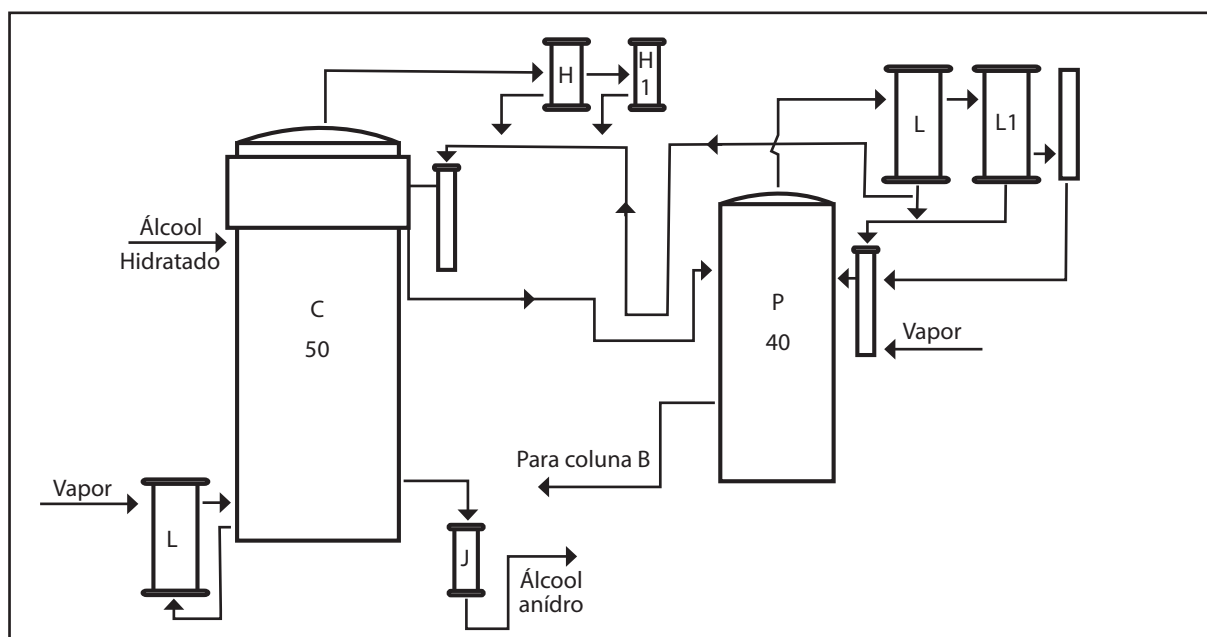 H
H
1
L
L1
Álcool
Hidratado
C
50
P
40
Vapor
Para coluna B
Vapor
L
J
Álcool
anídro